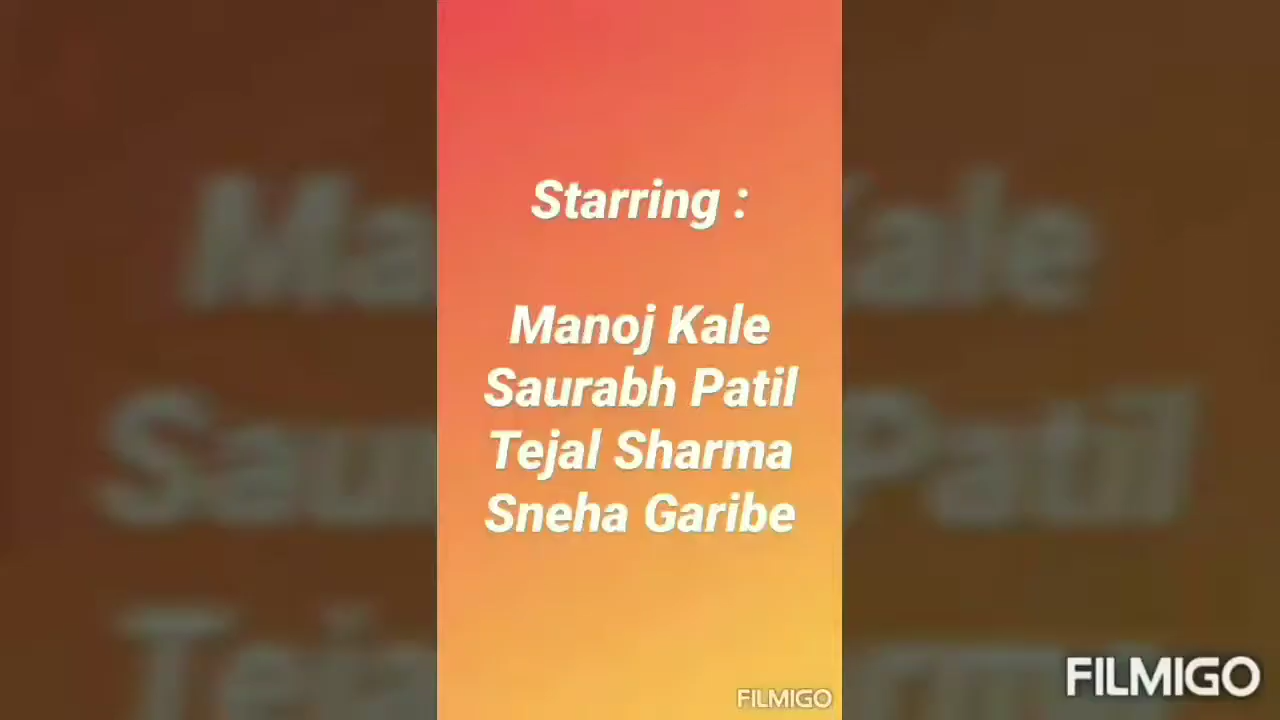 Starring :
Manoj Kale
Saurabh Patil
Tejal Sharma
Sneha Garibe
FILMIGO
FILMIGO